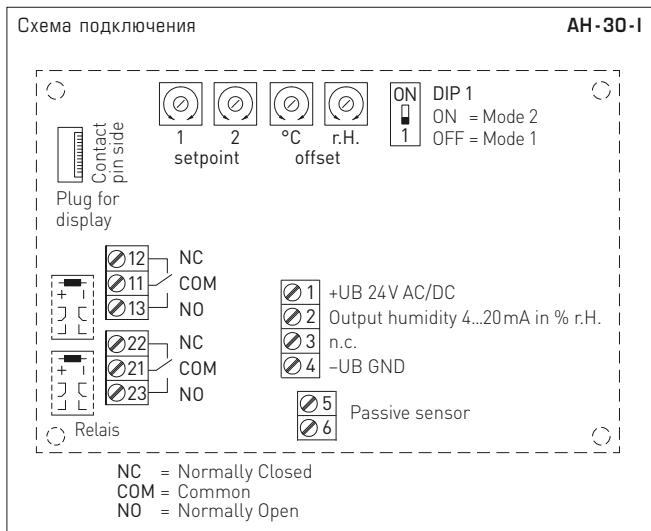 Схема подключения AH-30-I
1 2 °C r.H.
setpoint offset
ON
1
DIP 1
ON = Mode 2
OFF = Mode 1
Contact
pin side
Plug for
display
12 NC
11 COM
13 NO
22 NC
21 COM
23 NO
+ –
+ –
Relais
1 +UB 24V AC/DC
2 Output humidity 4...20mA in % r.H.
3 n.c.
4 –UB GND
5
6
Passive sensor
NC = Normally Closed
COM = Common
NO = Normally Open